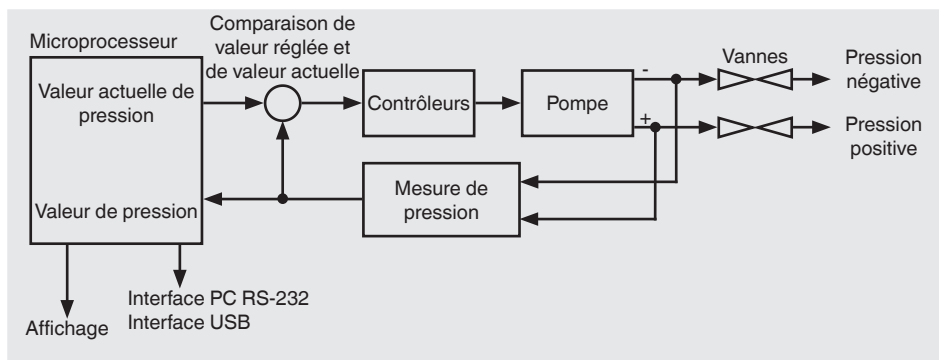 Microprocesseur
Comparaison de
valeur réglée et
de valeur actuelle
Valeur actuelle de
pression
Contrôleurs
Pompe
-
+
Vannes
Pression
négative
Pression
positive
Valeur de pression
Mesure de
pression
Affichage
Interface PC RS-232
Interface USB